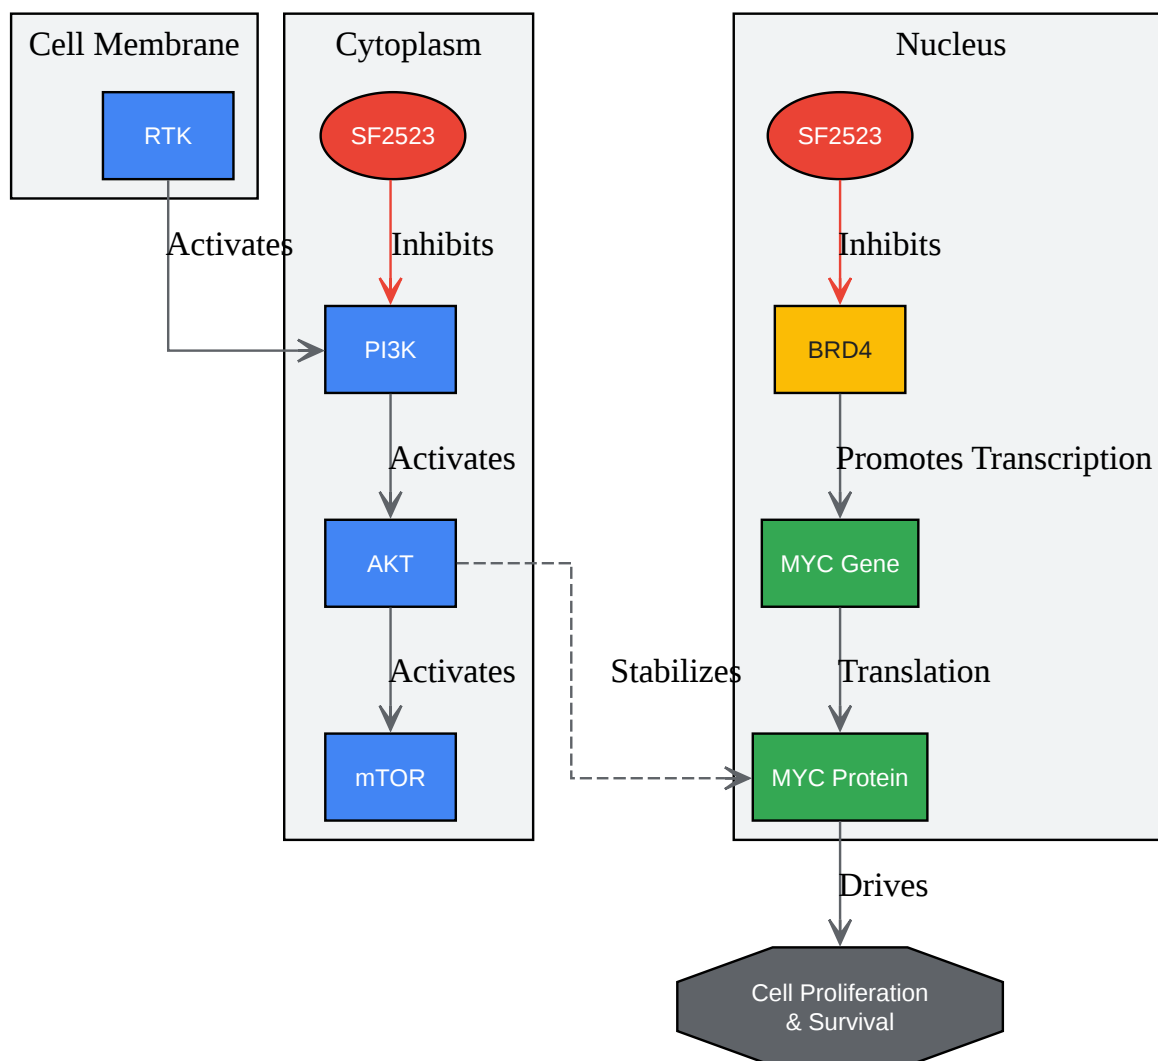 Cell Membrane
Cytoplasm
Nucleus
RTK
SF2523
SF2523
Activates
Inhibits
Inhibits
PI3K
BRD4
Activates
Promotes Transcription
AKT
MYC Gene
Activates
Stabilizes
Translation
mTOR
MYC Protein
Drives
Cell Proliferation
& Survival